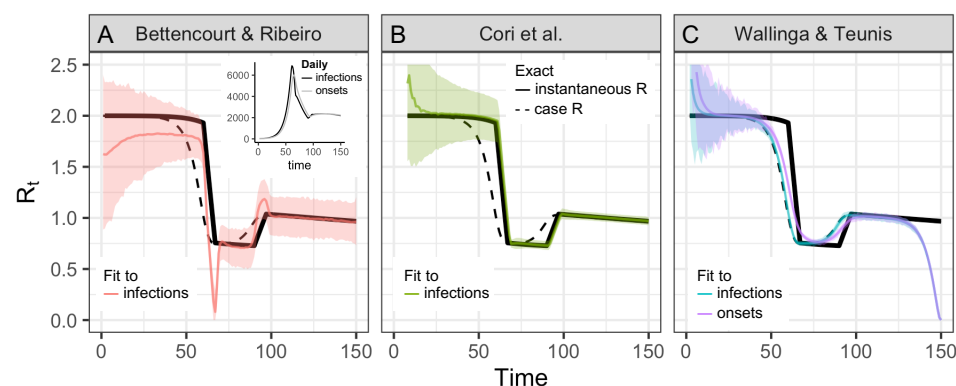 A Bettencourt & Ribeiro
B Cori et al.
C Wallinga & Teunis
Daily
infections
onsets
6000
4000
2000
0
0 50 100 150
time
Exact
instantaneous R
case R
2.5
2.0
1.5
1.0
0.5
0.0
Rt
Fit to
infections
Fit to
infections
Fit to
infections
onsets
0 50 100 150
0 50 100 150
0 50 100 150
Time